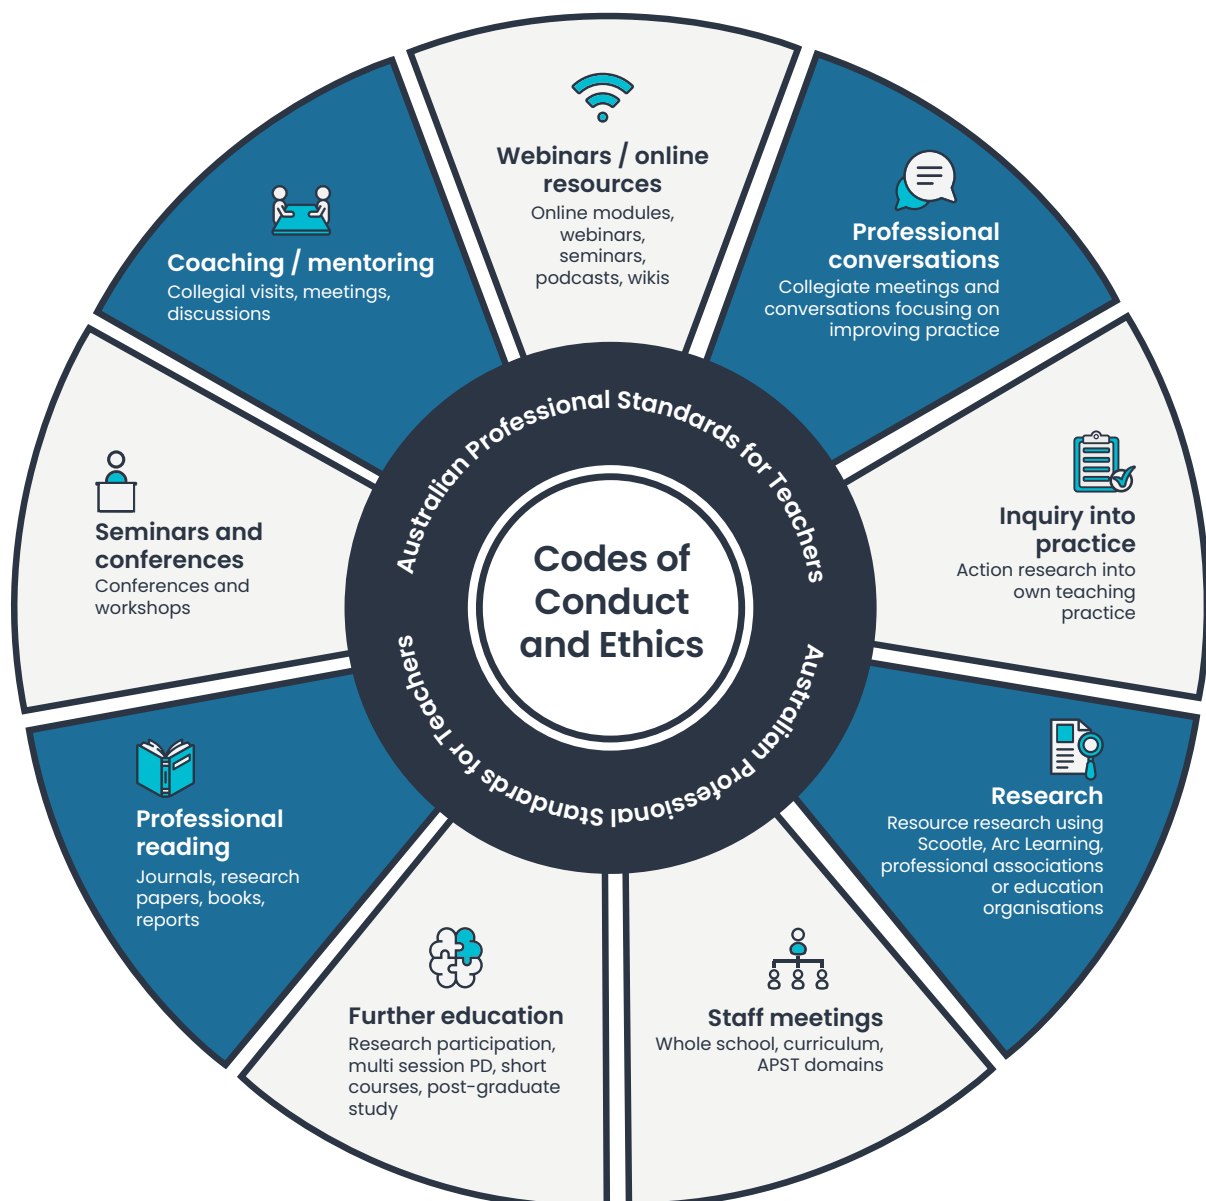 Webinars / online
resources
Online modules,
webinars,
seminars,
podcasts, wikis
Professional
conversations
Collegiate meetings and
conversations focusing on
improving practice
Inquiry into
practice
Action research into
own teaching
practice
Research
Resource research using
Scootle, Arc Learning,
professional associations
or education
organisations
Staff meetings
Whole school, curriculum,
APST domains
Further education
Research participation,
multi session PD, short
courses, post-graduate
study
Professional
reading
Journals, research
papers, books,
reports
Seminars and
conferences
Conferences and
workshops
Coaching / mentoring
Collegial visits, meetings,
discussions
Australian Professional Standards for Teachers
Australian Professional Standards for Teachers
Codes of
Conduct
and Ethics